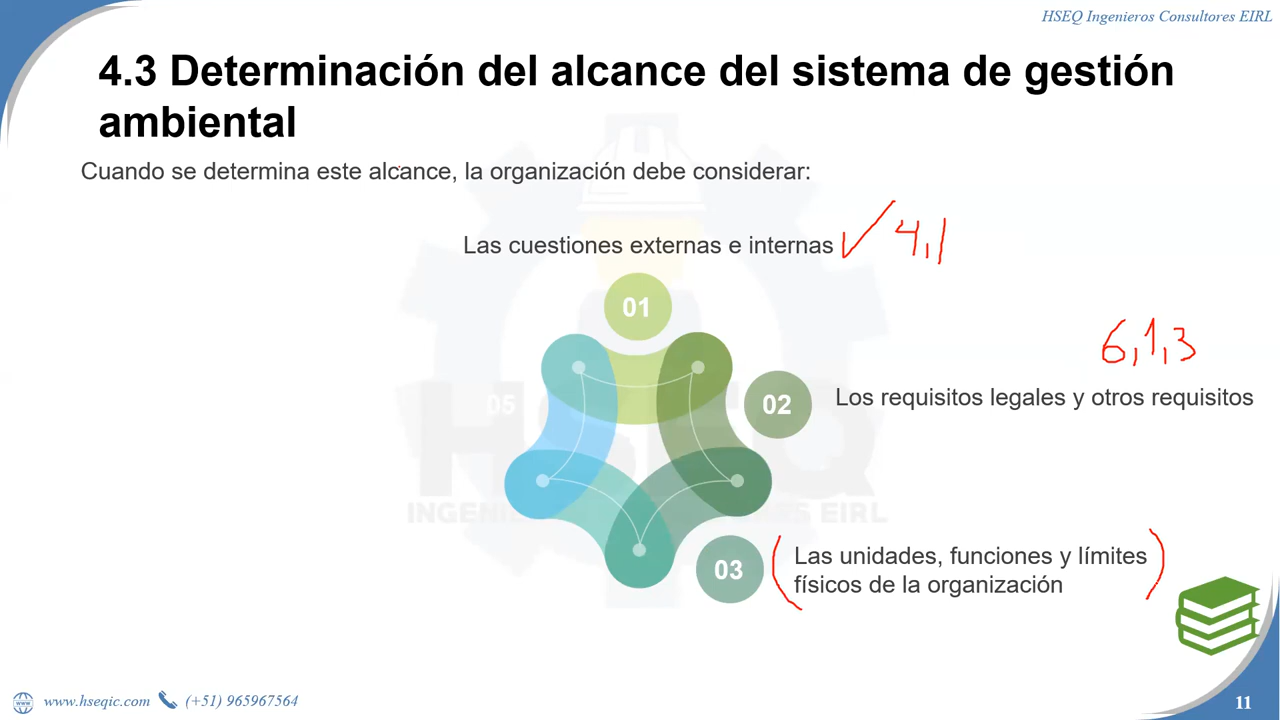 HSEQ Ingenieros Consultores EIRL
4.3 Determinación del alcance del sistema de gestión
ambiental
Cuando se determina este alcance, la organización debe considerar:
Las cuestiones externas e internas
4,1
01
6,1,3
05
02
Los requisitos legales y otros requisitos
HSEQ
03
Las unidades, funciones y límites
físicos de la organización
www.hseqic.com
(+51) 965967564
11